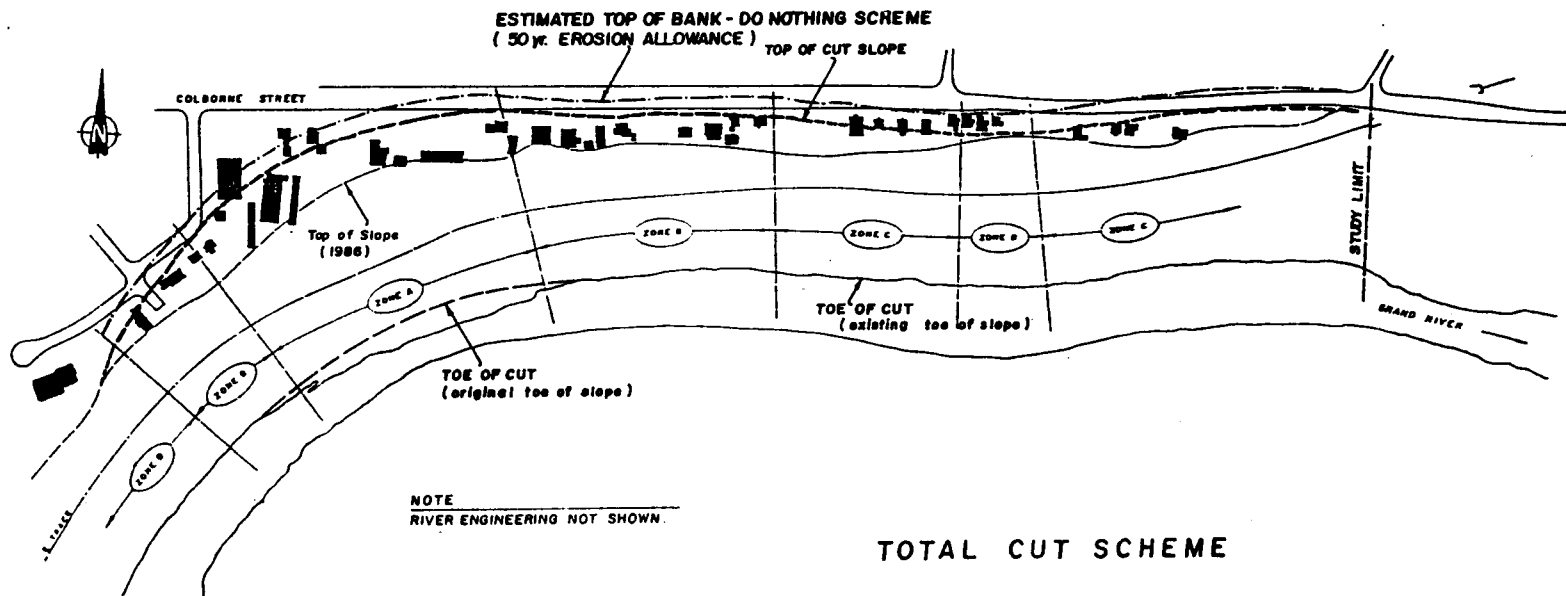 ESTIMATED TOP OF BANK - DO NOTHING SCHEME
( 50 yr. EROSION ALLOWANCE )
TOP OF CUT SLOPE
COLBORNE STREET
N
Top of Slope
(1986)
ZONE B
ZONE C
ZONE D
ZONE C
STUDY LIMIT
ZONE A
TOE OF CUT
(existing toe of slope)
GRAND RIVER
TOE OF CUT
(original toe of slope)
ZONE B
ZONE B
NOTE
RIVER ENGINEERING NOT SHOWN.
TOTAL CUT SCHEME